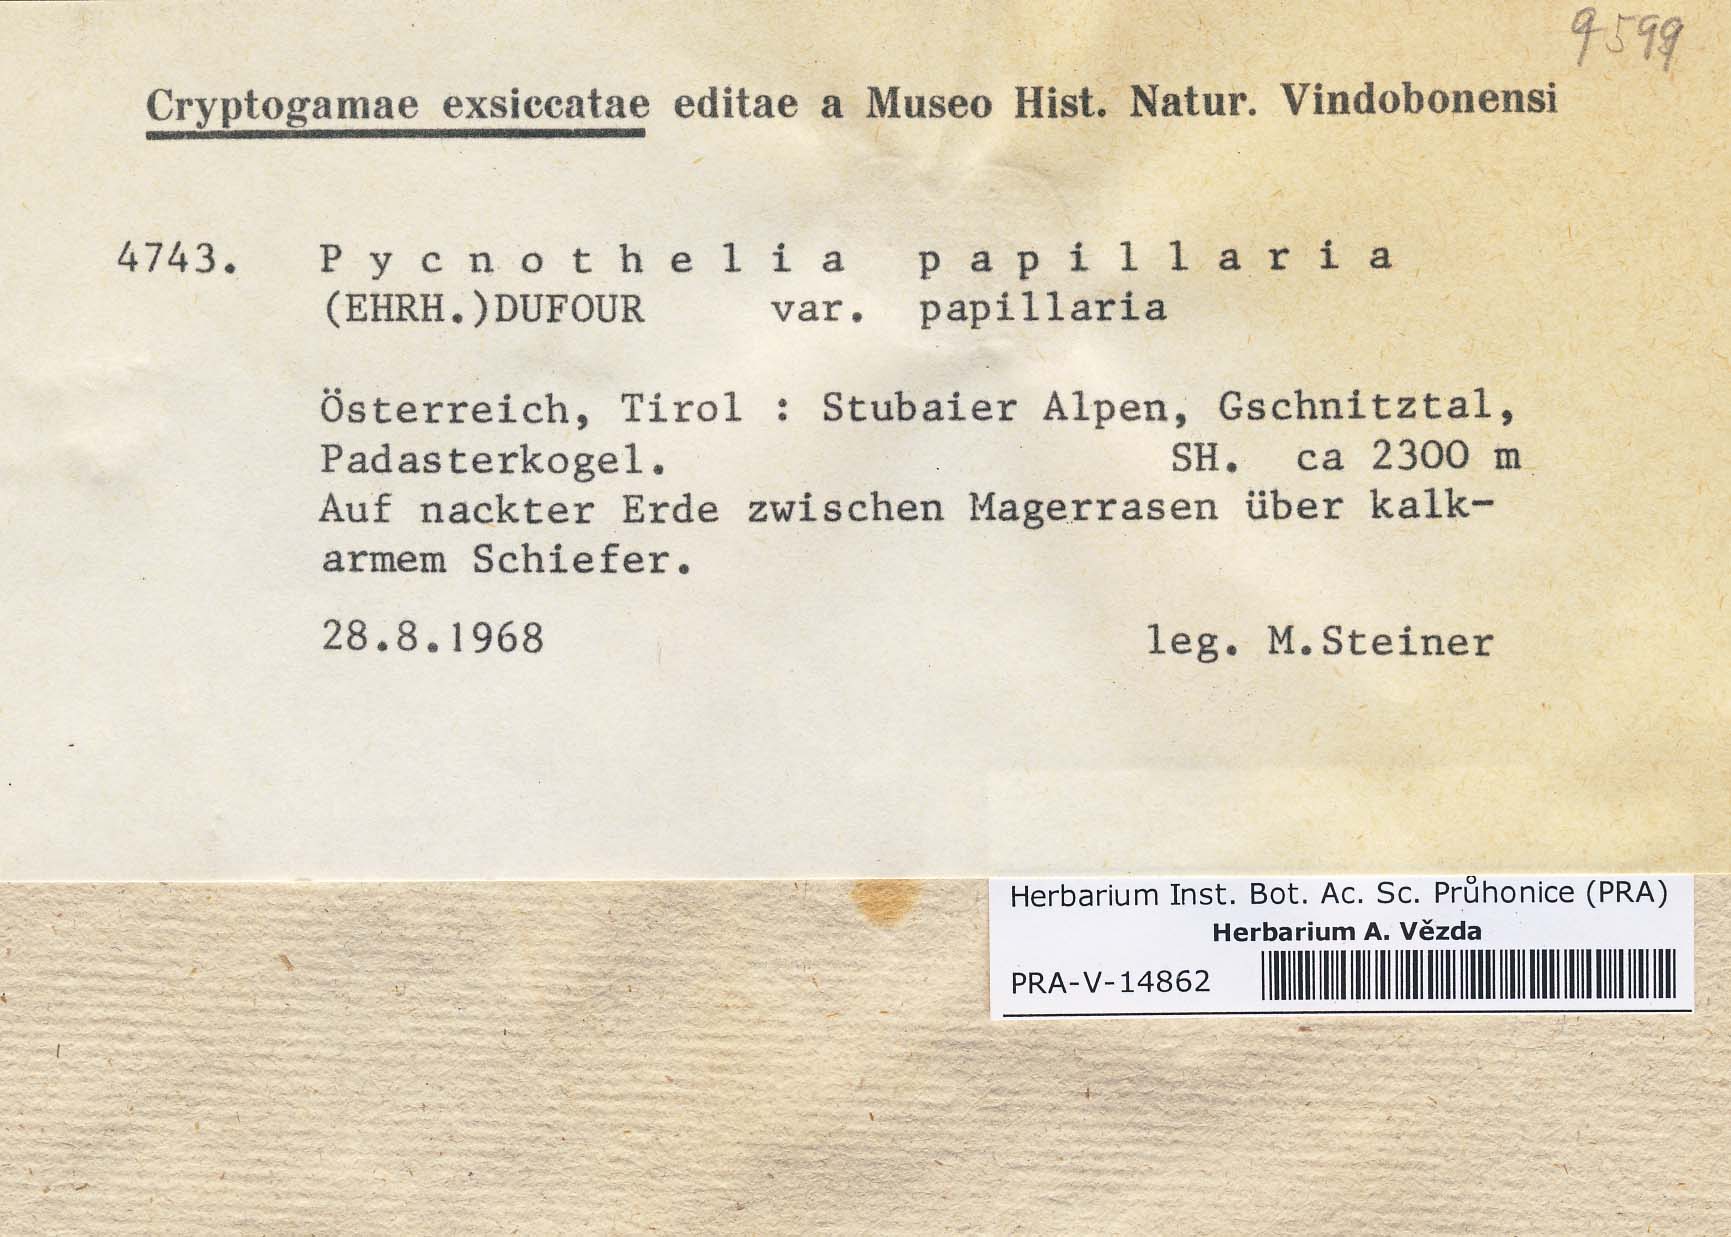 9599
Cryptogamae exsiccatae editae a Museo Hist. Natur. Vindobonensi
4743. Pycnothelia papillaria
(EHRH.)DUFOUR var. papillaria
Österreich, Tirol : Stubaier Alpen, Gschnitztal,
Padasterkogel. SH. ca 2300 m
Auf nackter Erde zwischen Magerrasen über kalk-
armem Schiefer.
28.8.1968 leg. M.Steiner
Herbarium Inst. Bot. Ac. Sc. Průhonice (PRA)
Herbarium A. Vězda
PRA-V-14862